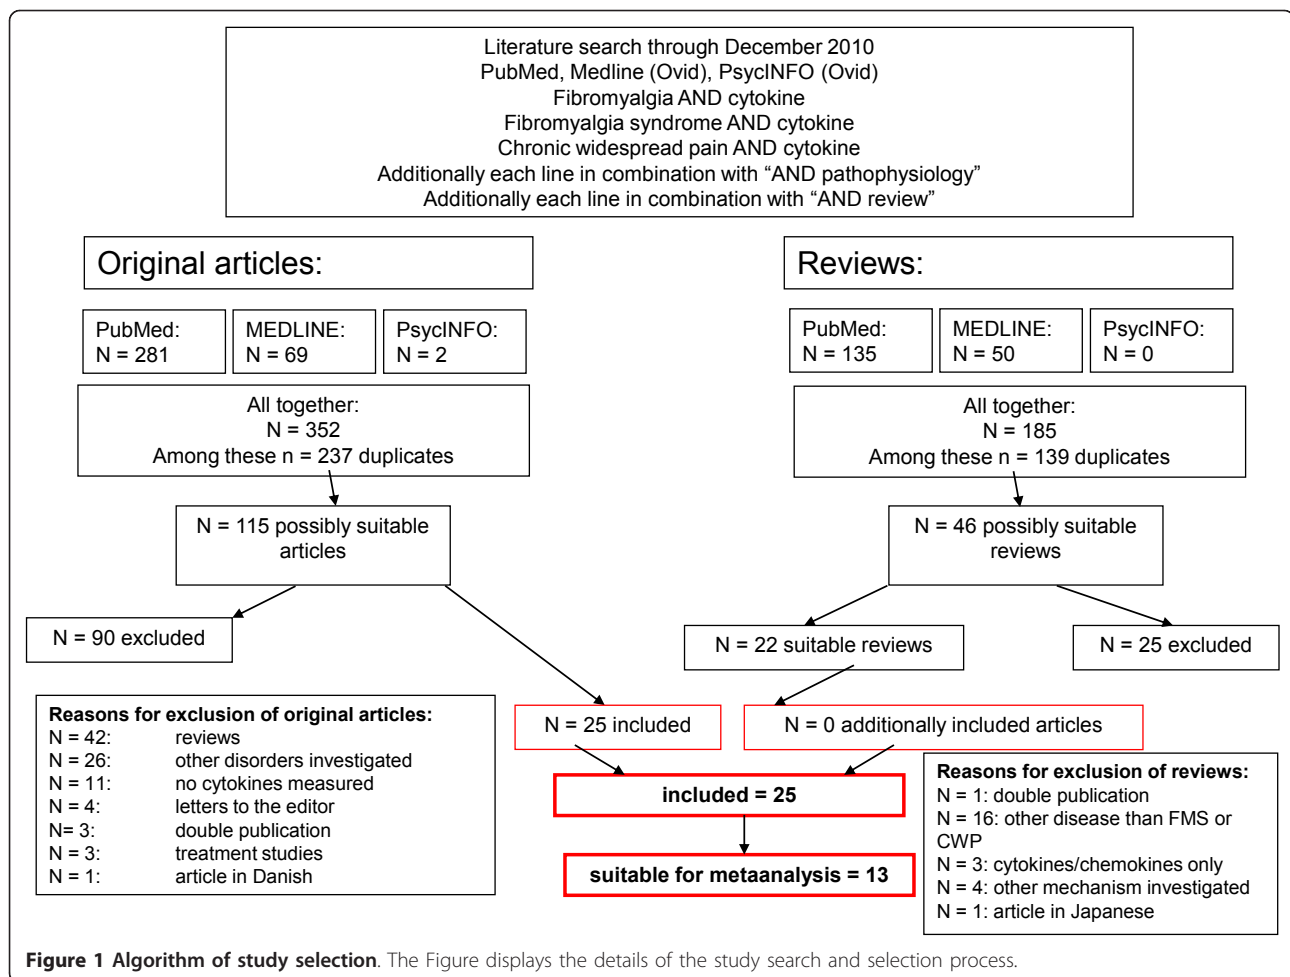 Literature search through December 2010
PubMed, Medline (Ovid), PsycINFO (Ovid)
Fibromyalgia AND cytokine
Fibromyalgia syndrome AND cytokine
Chronic widespread pain AND cytokine
Additionally each line in combination with “AND pathophysiology”
Additionally each line in combination with “AND review”
Original articles:
PubMed:
N = 281
MEDLINE:
N = 69
PsycINFO:
N = 2
All together:
N = 352
Among these n = 237 duplicates
N = 115 possibly suitable
articles
N = 90 excluded
Reasons for exclusion of original articles:
N = 42: reviews
N = 26: other disorders investigated
N = 11: no cytokines measured
N = 4: letters to the editor
N= 3: double publication
N = 3: treatment studies
N = 1: article in Danish
N = 25 included
Reviews:
PubMed:
N = 135
MEDLINE:
N = 50
PsycINFO:
N = 0
All together:
N = 185
Among these n = 139 duplicates
N = 46 possibly suitable
reviews
N = 22 suitable reviews
N = 25 excluded
N = 0 additionally included articles
Reasons for exclusion of reviews:
N = 1: double publication
N = 16: other disease than FMS or
CWP
N = 3: cytokines/chemokines only
N = 4: other mechanism investigated
N = 1: article in Japanese
included = 25
suitable for metaanalysis = 13
Figure 1 Algorithm of study selection. The Figure displays the details of the study search and selection process.